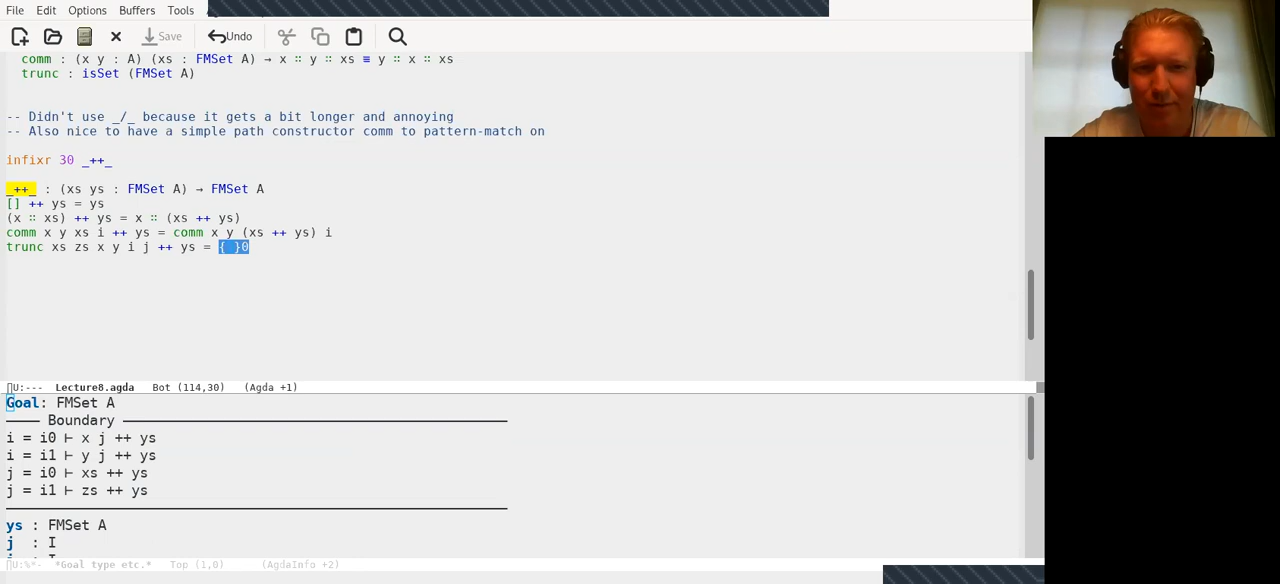 File Edit Options Buffers Tools
Save Undo
comm : (x y : A) (xs : FMSet A) → x ∷ y ∷ xs ≡ y ∷ x ∷ xs
trunc : isSet (FMSet A)
-- Didn't use _/_ because it gets a bit longer and annoying
-- Also nice to have a simple path constructor comm to pattern-match on
infixr 30 _++_
_++_ : (xs ys : FMSet A) → FMSet A
[] ++ ys = ys
(x ∷ xs) ++ ys = x ∷ (xs ++ ys)
comm x y xs i ++ ys = comm x y (xs ++ ys) i
trunc xs zs x y i j ++ ys = { }0
U:--- Lecture8.agda Bot (114,30) (Agda +1)
Goal: FMSet A
Boundary
i = i0 ⊢ x j ++ ys
i = i1 ⊢ y j ++ ys
j = i0 ⊢ xs ++ ys
j = i1 ⊢ zs ++ ys
ys : FMSet A
j : I
U:%*- *Goal type etc.* Top (1,0) (AgdaInfo +2)